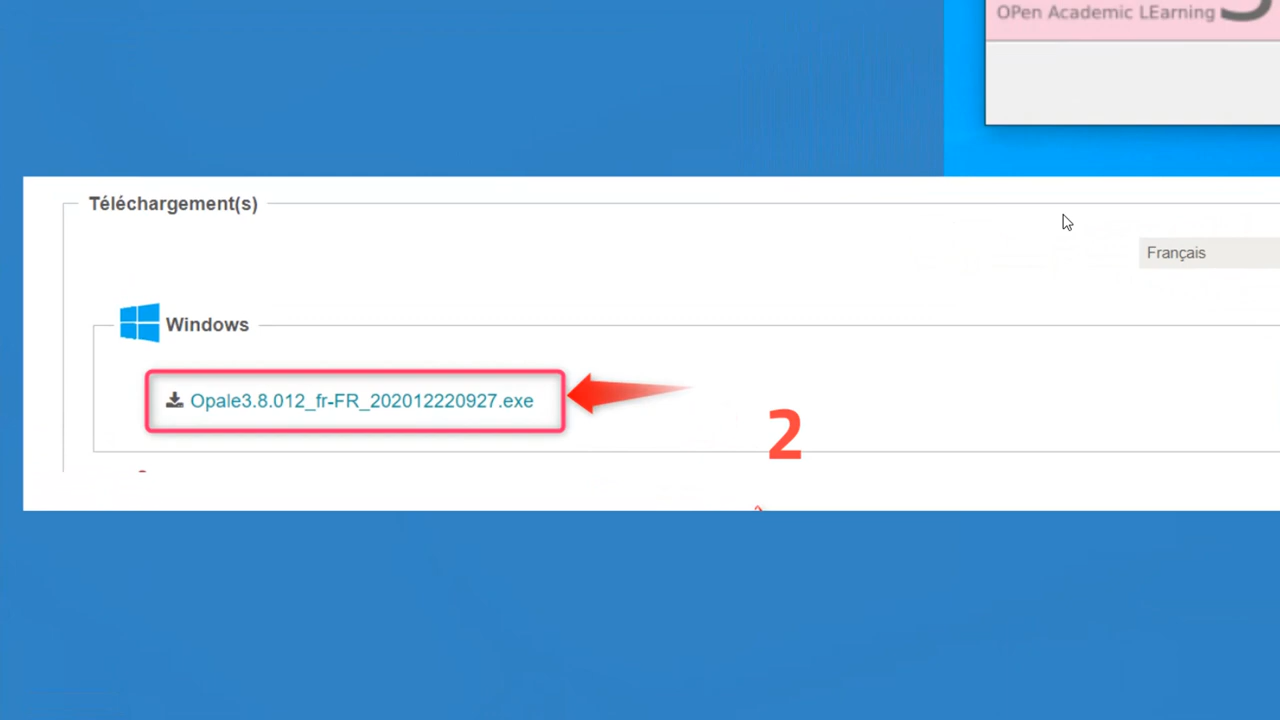 OPen Academic LEarning
Téléchargement(s)
Français
Windows
Opale3.8.012_fr-FR_202012220927.exe
2